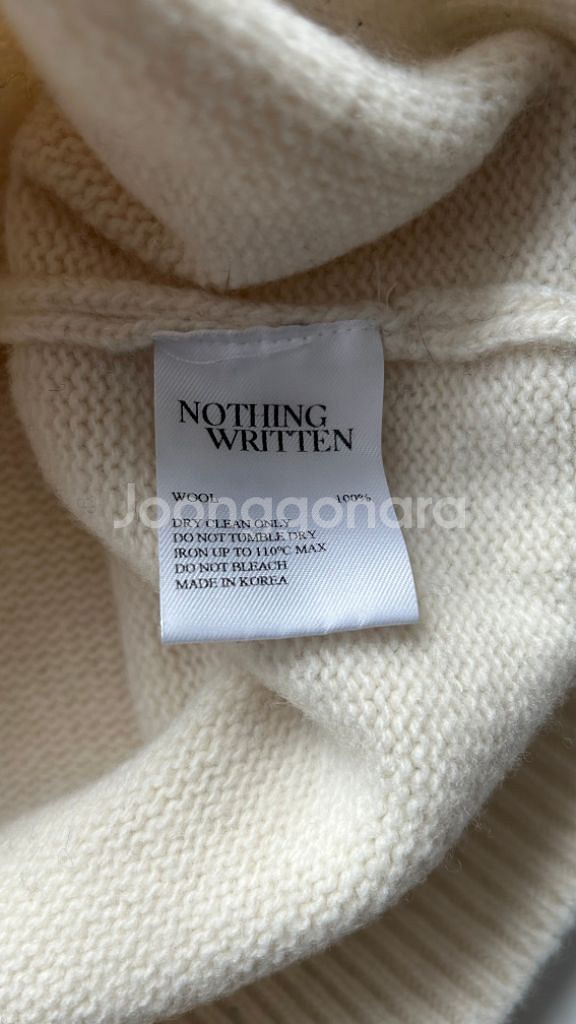 NOTHING
WRITTEN
WOOL 100%
Joonggonara
DRY CLEAN ONLY
DO NOT TUMBLE DRY
IRON UP TO 110°C MAX
DO NOT BLEACH
MADE IN KOREA